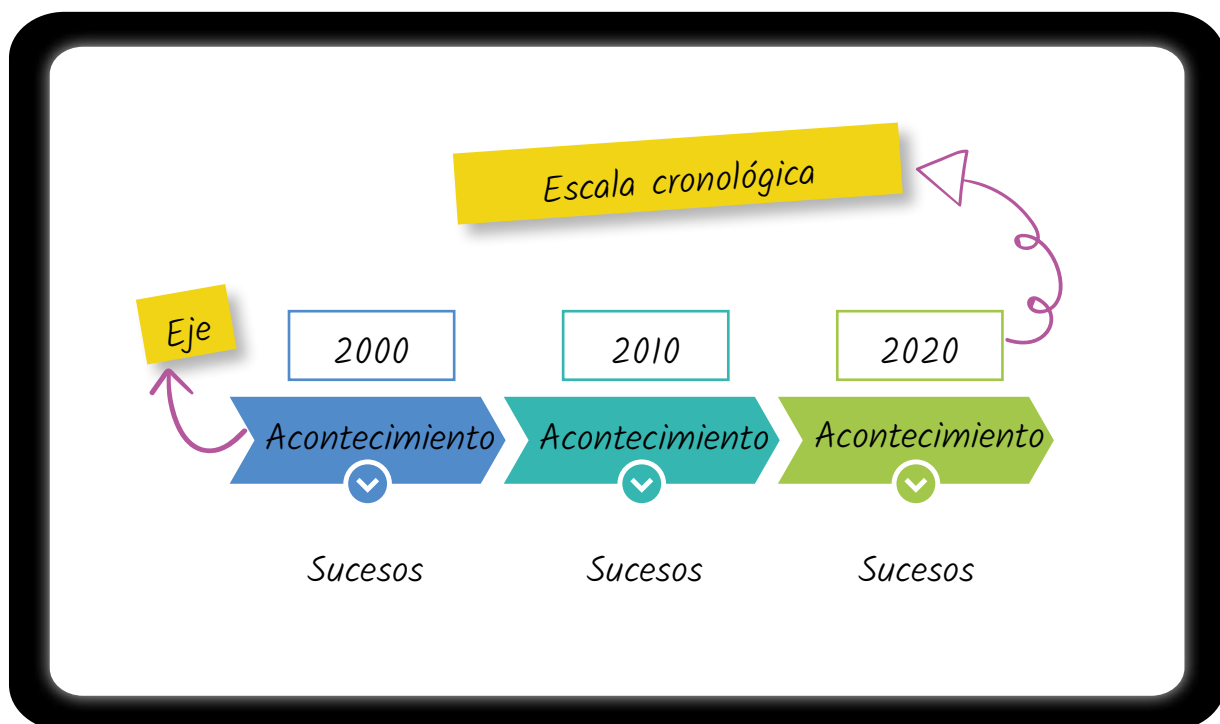 Escala cronológica
Eje
2000
2010
2020
Acontecimiento
Acontecimiento
Acontecimiento
Sucesos
Sucesos
Sucesos